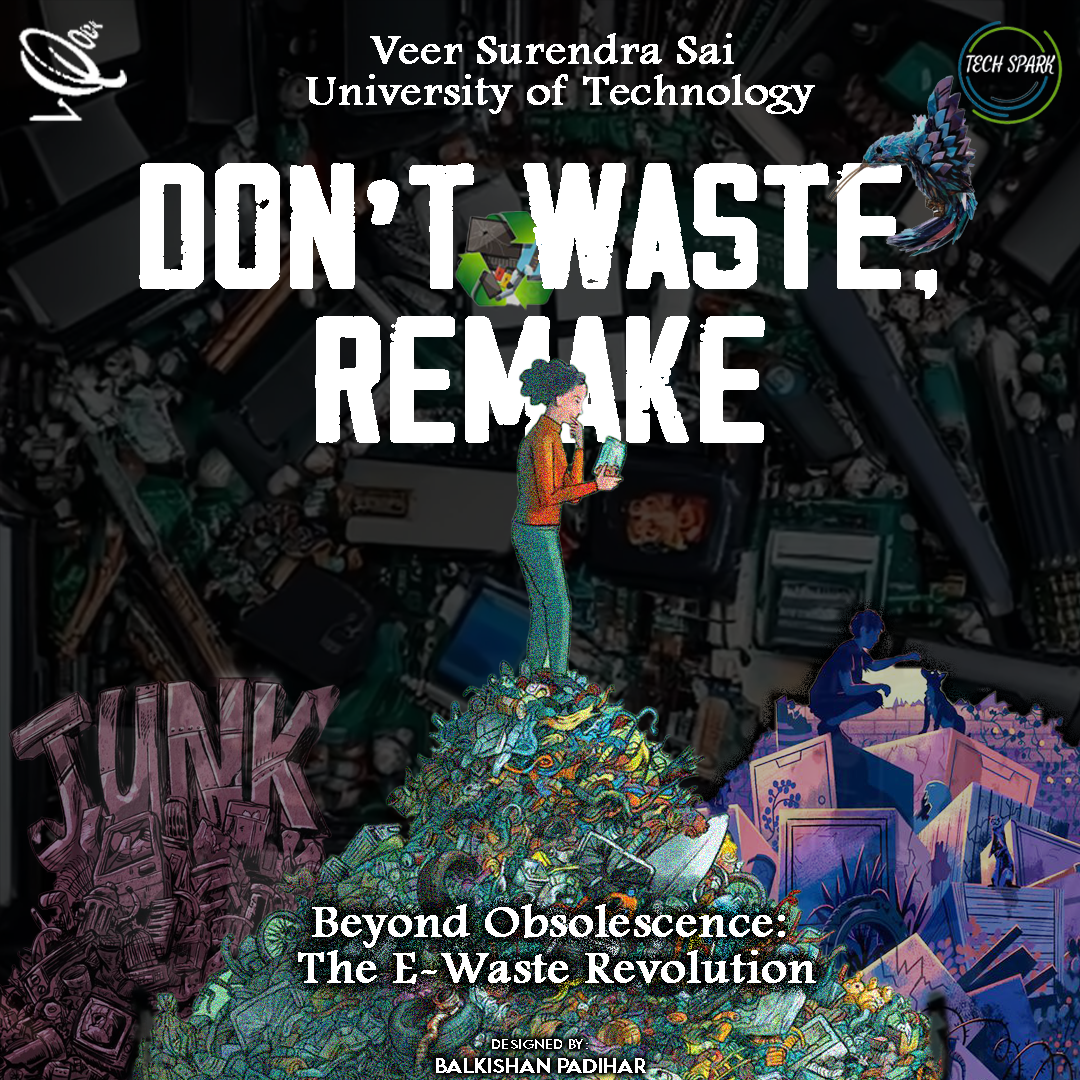 Veer Surendra Sai
University of Technology
TECH SPARK
DON'T WASTE,
REMAKE
JUNK
Beyond Obsolescence:
The E-Waste Revolution
DESIGNED BY:
BALKISHAN PADIHAR